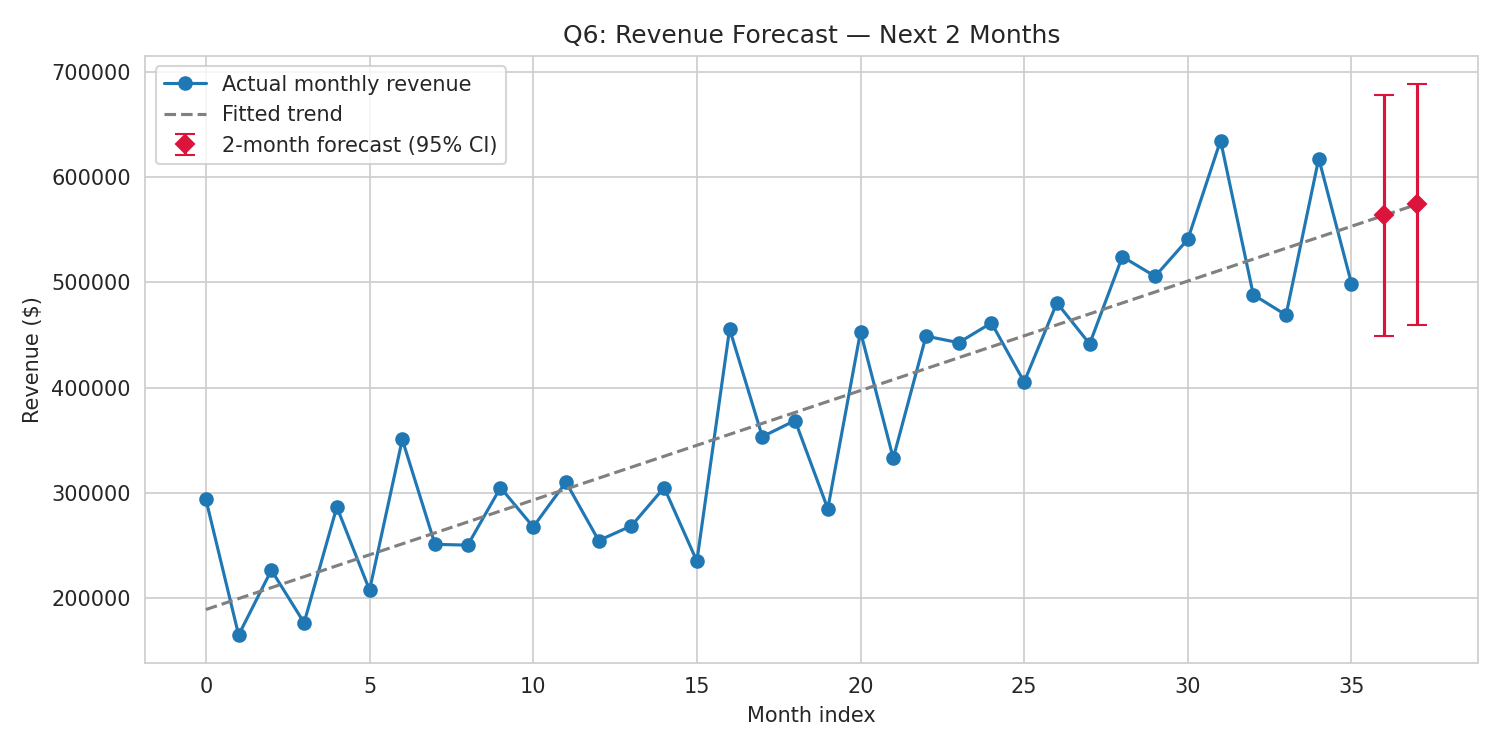 Q6: Revenue Forecast — Next 2 Months
Actual monthly revenue
Fitted trend
2-month forecast (95% CI)
Revenue ($)
700000
600000
500000
400000
300000
200000
0 5 10 15 20 25 30 35
Month index